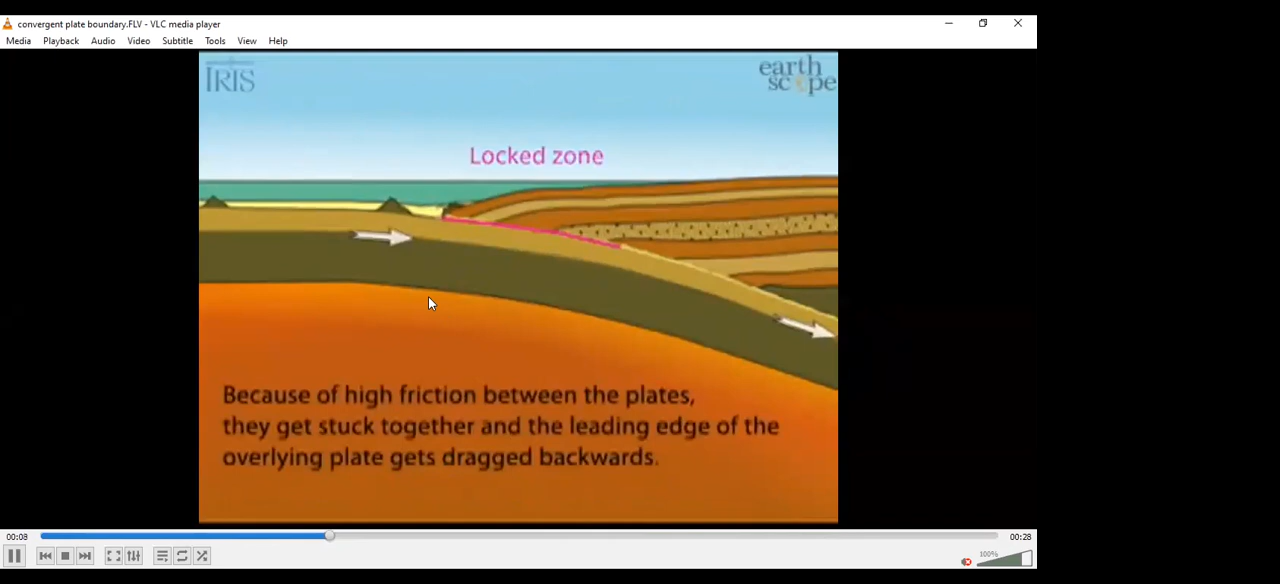 convergent plate boundary.FLV - VLC media player
Media Playback Audio Video Subtitle Tools View Help
IRIS
earth
scope
Locked zone
Because of high friction between the plates,
they get stuck together and the leading edge of the
overlying plate gets dragged backwards.
00:08
00:28
100%